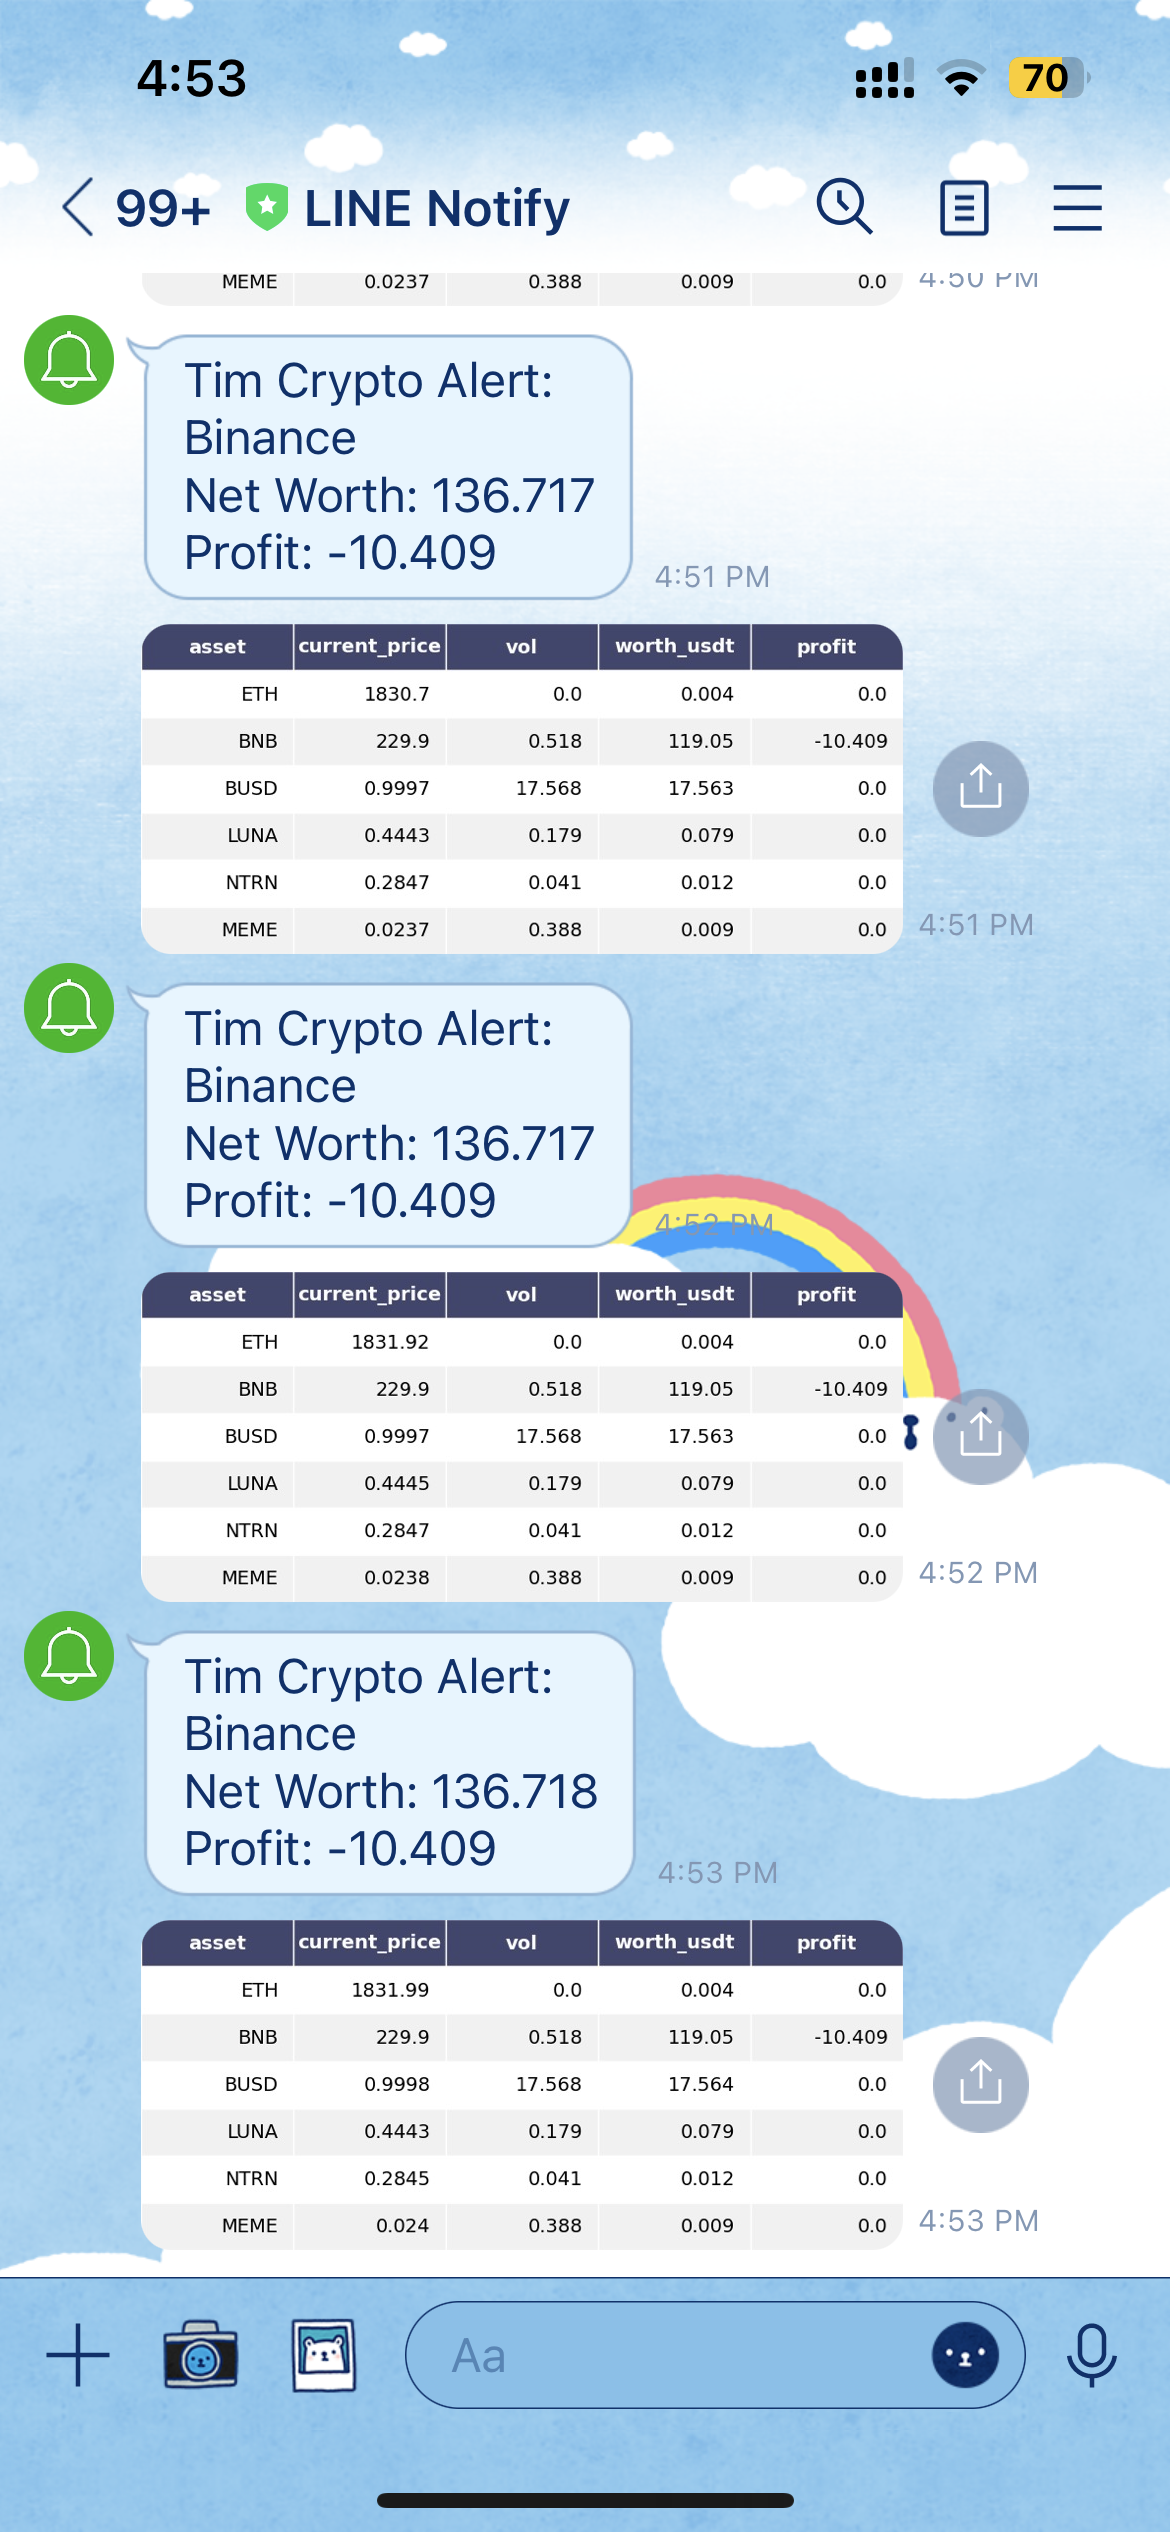 4:53
70
99+ LINE Notify
MEME 0.0237 0.388 0.009 0.0
4:50 PM
Tim Crypto Alert:
Binance
Net Worth: 136.717
Profit: -10.409
4:51 PM
asset current_price vol worth_usdt profit
ETH 1830.7 0.0 0.004 0.0
BNB 229.9 0.518 119.05 -10.409
BUSD 0.9997 17.568 17.563 0.0
LUNA 0.4443 0.179 0.079 0.0
NTRN 0.2847 0.041 0.012 0.0
MEME 0.0237 0.388 0.009 0.0
4:51 PM
Tim Crypto Alert:
Binance
Net Worth: 136.717
Profit: -10.409
4:52 PM
asset current_price vol worth_usdt profit
ETH 1831.92 0.0 0.004 0.0
BNB 229.9 0.518 119.05 -10.409
BUSD 0.9997 17.568 17.563 0.0
LUNA 0.4445 0.179 0.079 0.0
NTRN 0.2847 0.041 0.012 0.0
MEME 0.0238 0.388 0.009 0.0
4:52 PM
Tim Crypto Alert:
Binance
Net Worth: 136.718
Profit: -10.409
4:53 PM
asset current_price vol worth_usdt profit
ETH 1831.99 0.0 0.004 0.0
BNB 229.9 0.518 119.05 -10.409
BUSD 0.9998 17.568 17.564 0.0
LUNA 0.4443 0.179 0.079 0.0
NTRN 0.2845 0.041 0.012 0.0
MEME 0.024 0.388 0.009 0.0
4:53 PM
Aa